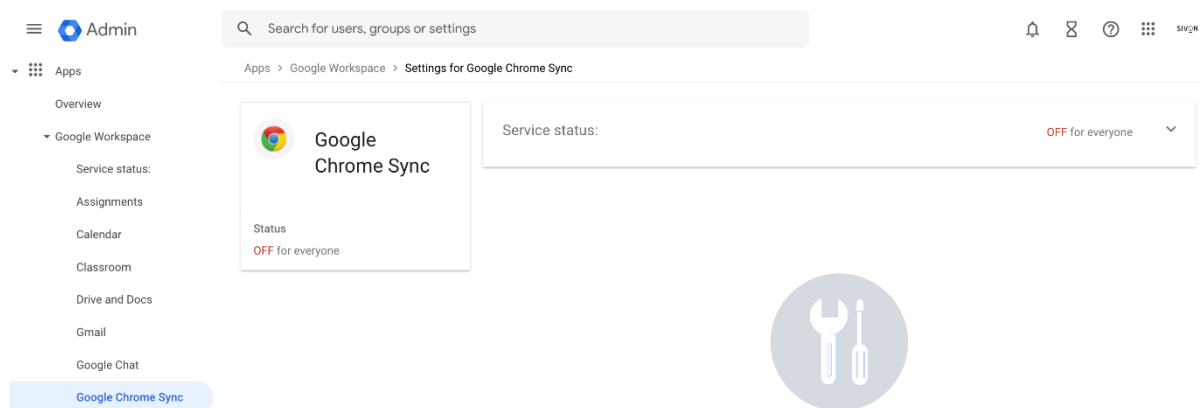 Admin
Search for users, groups or settings
SIVON
Apps
Overview
Google Workspace
Service status:
Assignments
Calendar
Classroom
Drive and Docs
Gmail
Google Chat
Google Chrome Sync
Apps > Google Workspace > Settings for Google Chrome Sync
Google
Chrome Sync
Status
OFF for everyone
Service status:
OFF for everyone